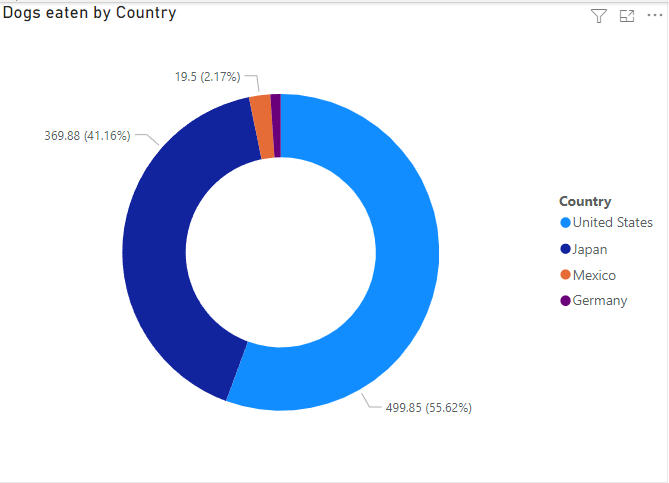 Dogs eaten by Country
19.5 (2.17%)
369.88 (41.16%)
499.85 (55.62%)
Country
United States
Japan
Mexico
Germany